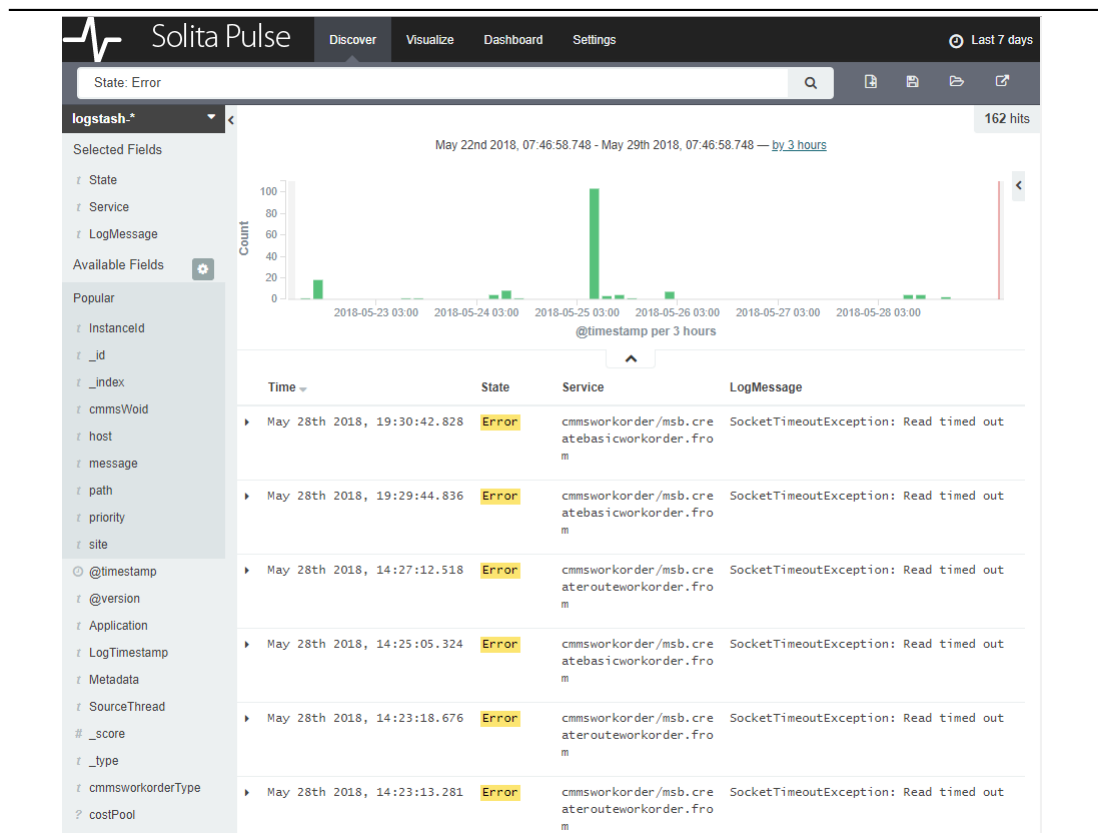 Solita Pulse Discover Visualize Dashboard Settings Last 7 days
State: Error
logstash-*
162 hits
Selected Fields
t State
t Service
t LogMessage
Available Fields
Popular
t InstanceId
t _id
t _index
t cmmsWoid
t host
t message
t path
t priority
t site
@timestamp
t @version
t Application
t LogTimestamp
t Metadata
t SourceThread
# _score
t _type
t cmmsworkorderType
? costPool
May 22nd 2018, 07:46:58.748 - May 29th 2018, 07:46:58.748 — by 3 hours
Count
100
80
60
40
20
0
2018-05-23 03:00 2018-05-24 03:00 2018-05-25 03:00 2018-05-26 03:00 2018-05-27 03:00 2018-05-28 03:00
@timestamp per 3 hours
Time State Service LogMessage
May 28th 2018, 19:30:42.828 Error cmmsworkorder/msb.cre SocketTimeoutException: Read timed out
atebasicworkorder.fro
m
May 28th 2018, 19:29:44.836 Error cmmsworkorder/msb.cre SocketTimeoutException: Read timed out
atebasicworkorder.fro
m
May 28th 2018, 14:27:12.518 Error cmmsworkorder/msb.cre SocketTimeoutException: Read timed out
aterouteworkorder.fro
m
May 28th 2018, 14:25:05.324 Error cmmsworkorder/msb.cre SocketTimeoutException: Read timed out
atebasicworkorder.fro
m
May 28th 2018, 14:23:18.676 Error cmmsworkorder/msb.cre SocketTimeoutException: Read timed out
aterouteworkorder.fro
m
May 28th 2018, 14:23:13.281 Error cmmsworkorder/msb.cre SocketTimeoutException: Read timed out
aterouteworkorder.fro
m